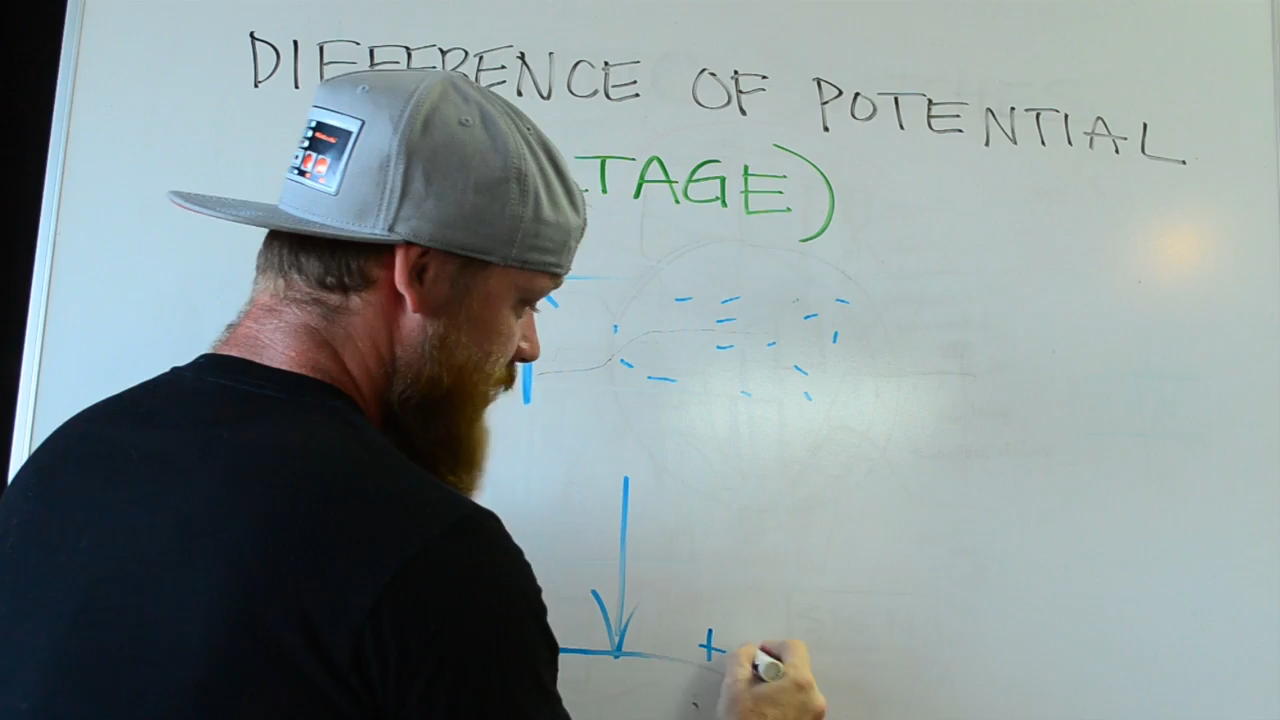 DIFFERENCE OF POTENTIAL
TAGE)
+